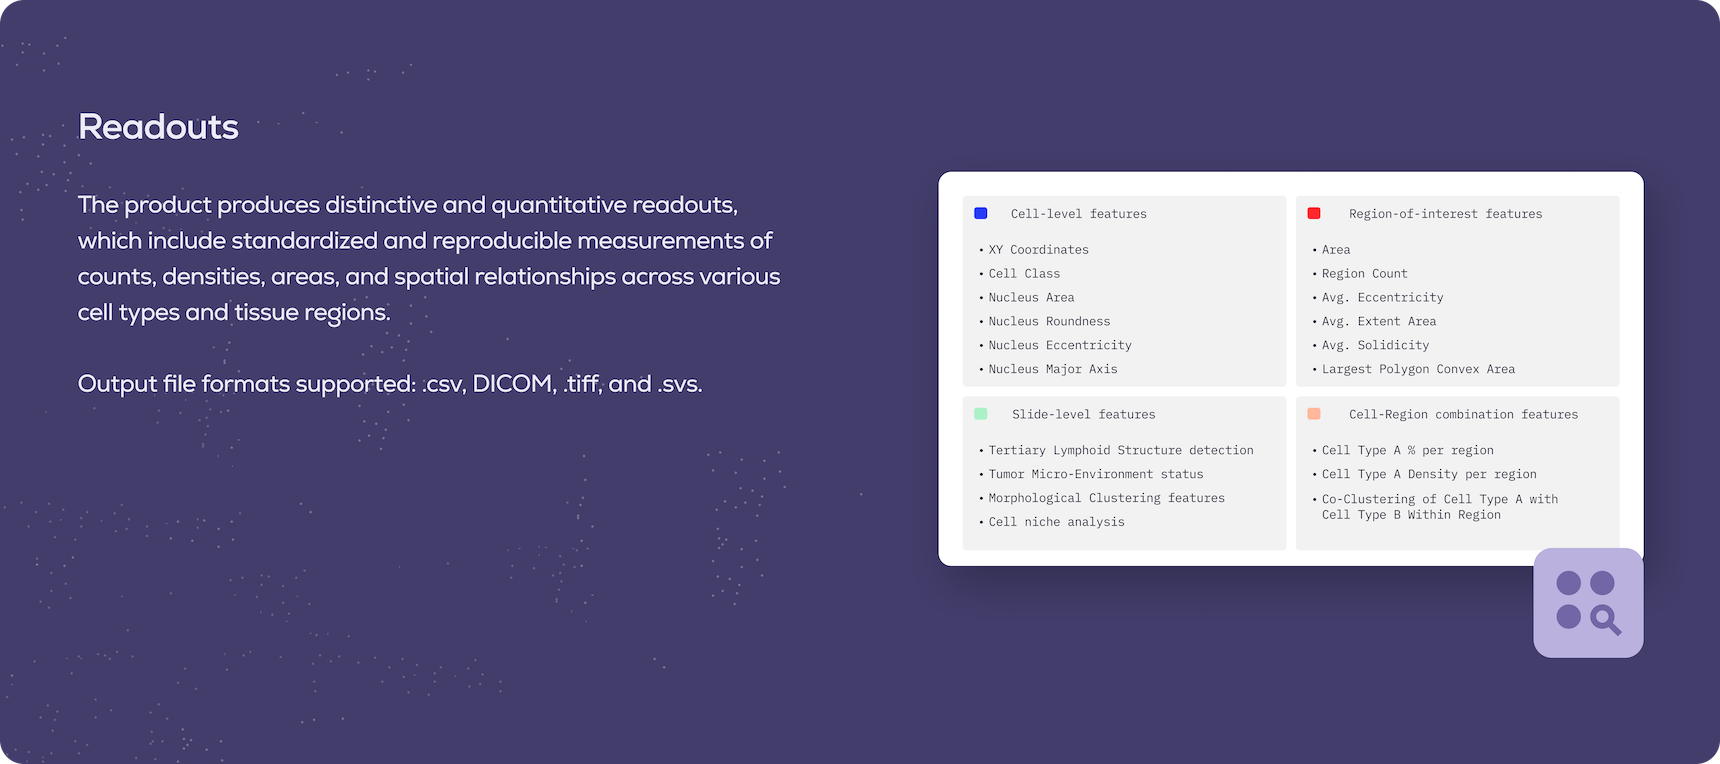 Readouts
The product produces distinctive and quantitative readouts,
which include standardized and reproducible measurements of
counts, densities, areas, and spatial relationships across various
cell types and tissue regions.
Output file formats supported: .csv, DICOM, .tiff, and .svs.
Cell-level features
• XY Coordinates
• Cell Class
• Nucleus Area
• Nucleus Roundness
• Nucleus Eccentricity
• Nucleus Major Axis
Region-of-interest features
• Area
• Region Count
• Avg. Eccentricity
• Avg. Extent Area
• Avg. Solidicity
• Largest Polygon Convex Area
Slide-level features
• Tertiary Lymphoid Structure detection
• Tumor Micro-Environment status
• Morphological Clustering features
• Cell niche analysis
Cell-Region combination features
• Cell Type A % per region
• Cell Type A Density per region
• Co-Clustering of Cell Type A with
Cell Type B Within Region